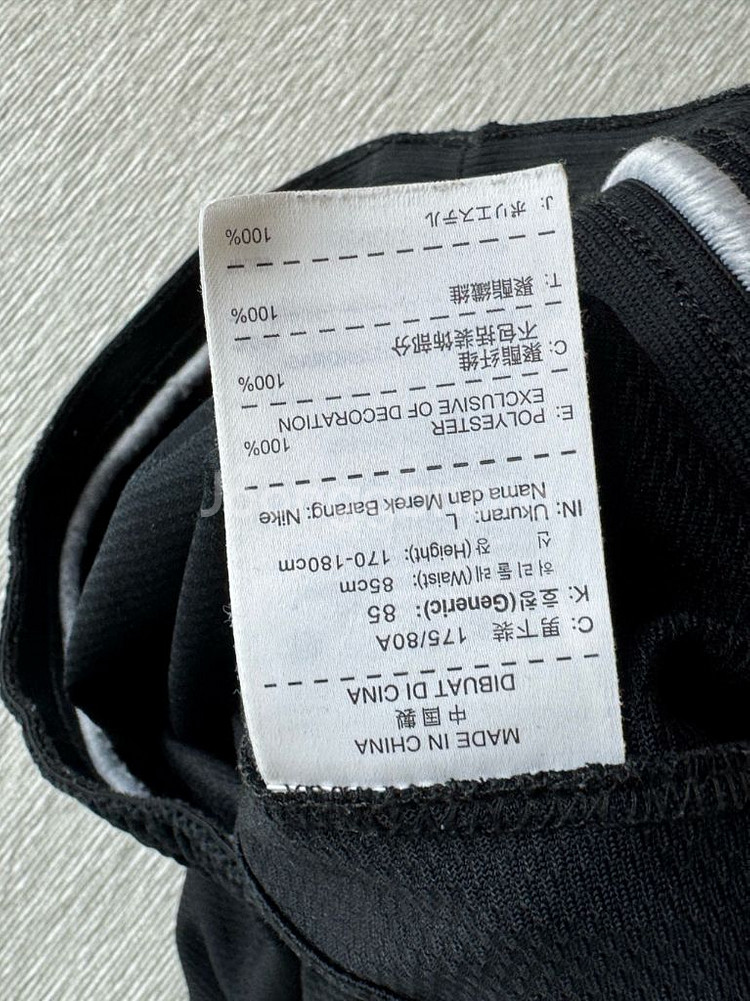 MADE IN CHINA
中国製
DIBUAT DI CINA
C: 男下装 175/80A
K: 호칭(Generic): 85
허리둘레(Waist): 85cm
신 장 (Height): 170-180cm
IN: Ukuran: L
Nama dan Merek Barang: Nike
E: POLYESTER 100%
EXCLUSIVE OF DECORATION
C: 聚酯纤维 100%
不包括装饰部分
T: 聚酯纖維 100%
J: ポリエステル 100%